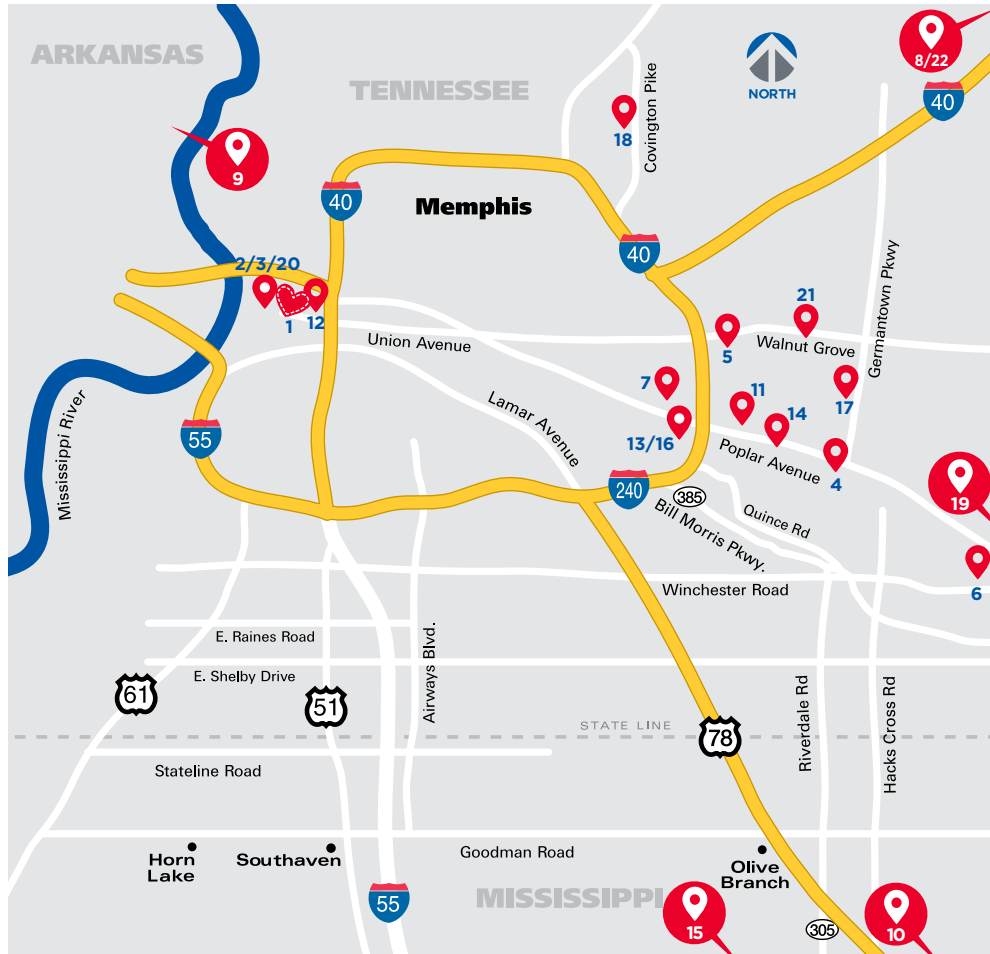 ARKANSAS
TENNESSEE
NORTH
8/22
40
Covington Pike
18
9
40
Memphis
40
2/3/20
1
12
Union Avenue
21
5
Walnut Grove
Germantown Pkwy
7
11
17
14
13/16
Poplar Avenue
4
Lamar Avenue
55
Mississippi River
240
385
Bill Morris Pkwy.
Quince Rd
19
6
Winchester Road
E. Raines Road
E. Shelby Drive
Airways Blvd.
61
51
STATE LINE
78
Riverdale Rd
Hacks Cross Rd
Stateline Road
Goodman Road
Horn
Lake
Southaven
Olive
Branch
MISSISSIPPI
55
15
305
10